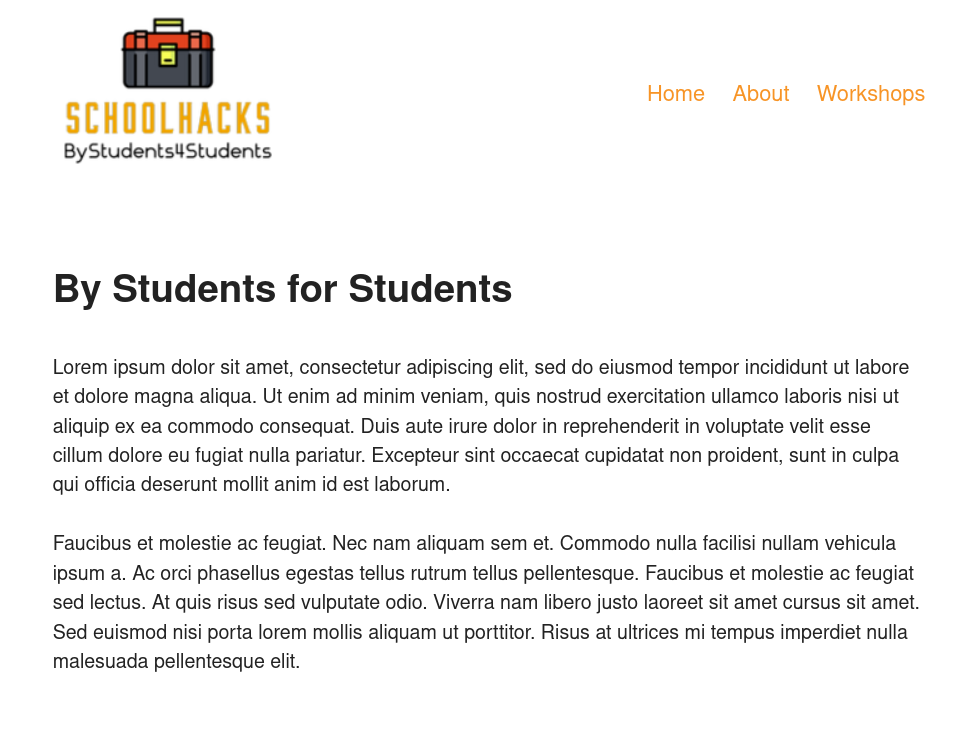 SCHOOLHACKS
ByStudents4Students
Home About Workshops
By Students for Students
Lorem ipsum dolor sit amet, consectetur adipiscing elit, sed do eiusmod tempor incididunt ut labore
et dolore magna aliqua. Ut enim ad minim veniam, quis nostrud exercitation ullamco laboris nisi ut
aliquip ex ea commodo consequat. Duis aute irure dolor in reprehenderit in voluptate velit esse
cillum dolore eu fugiat nulla pariatur. Excepteur sint occaecat cupidatat non proident, sunt in culpa
qui officia deserunt mollit anim id est laborum.
Faucibus et molestie ac feugiat. Nec nam aliquam sem et. Commodo nulla facilisi nullam vehicula
ipsum a. Ac orci phasellus egestas tellus rutrum tellus pellentesque. Faucibus et molestie ac feugiat
sed lectus. At quis risus sed vulputate odio. Viverra nam libero justo laoreet sit amet cursus sit amet.
Sed euismod nisi porta lorem mollis aliquam ut porttitor. Risus at ultrices mi tempus imperdiet nulla
malesuada pellentesque elit.